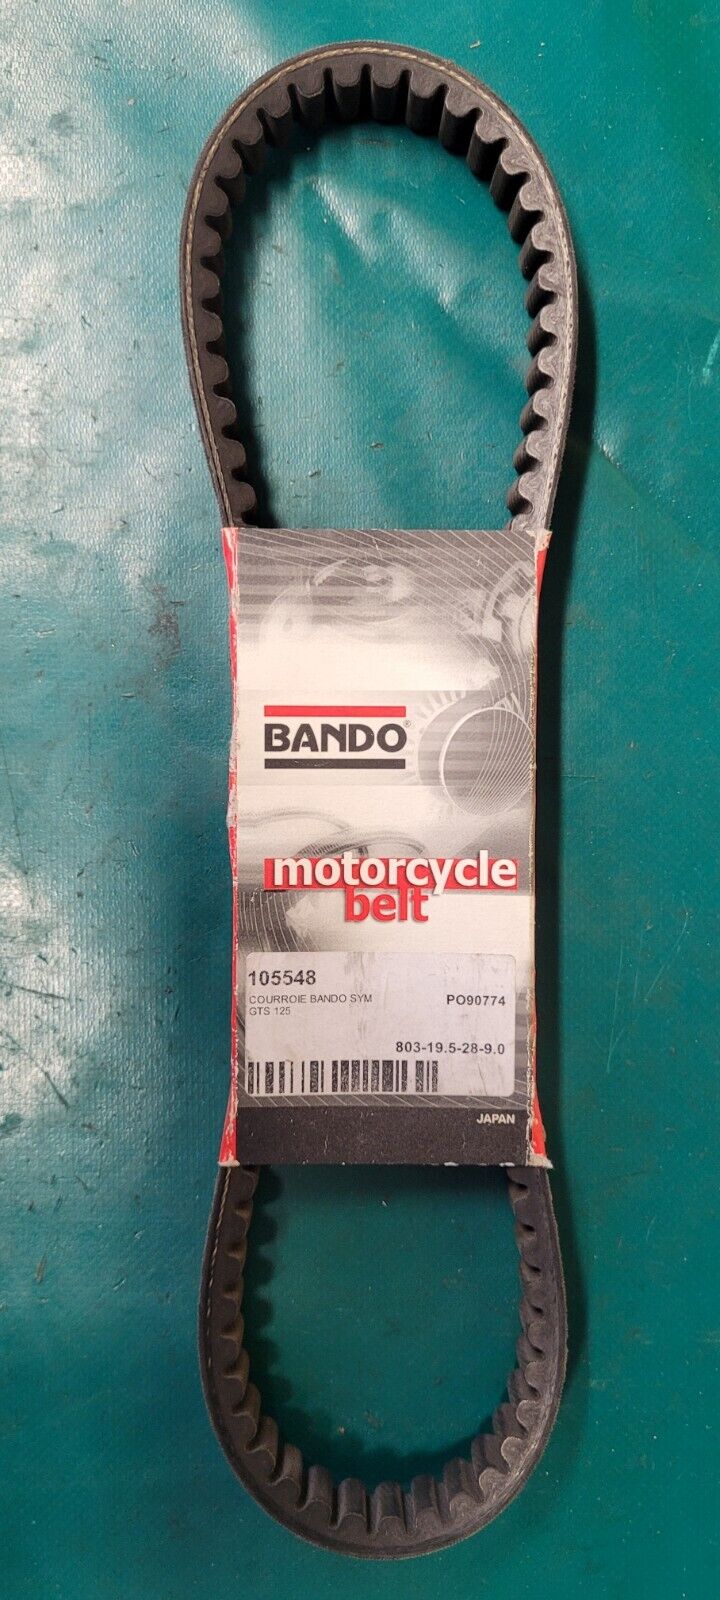 BANDO®
motorcycle
belt
105548
COURROIE BANDO SYM PO90774
GTS 125
803-19.5-28-9.0
JAPAN